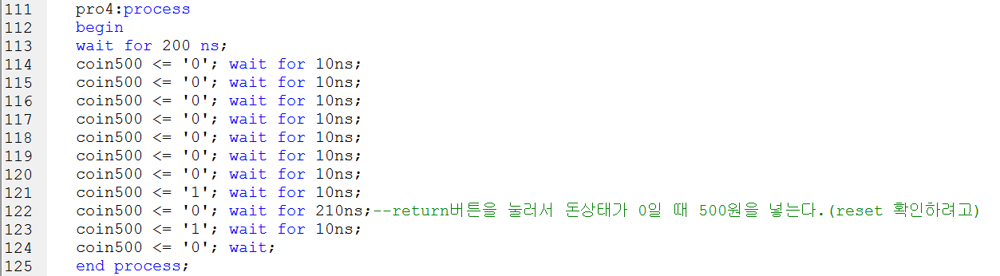 111 pro4:process
112 begin
113 wait for 200 ns;
114 coin500 <= '0'; wait for 10ns;
115 coin500 <= '0'; wait for 10ns;
116 coin500 <= '0'; wait for 10ns;
117 coin500 <= '0'; wait for 10ns;
118 coin500 <= '0'; wait for 10ns;
119 coin500 <= '0'; wait for 10ns;
120 coin500 <= '0'; wait for 10ns;
121 coin500 <= '1'; wait for 10ns;
122 coin500 <= '0'; wait for 210ns;--return버튼을 눌러서 돈상태가 0일 때 500원을 넣는다.(reset 확인하려고)
123 coin500 <= '1'; wait for 10ns;
124 coin500 <= '0'; wait;
125 end process;